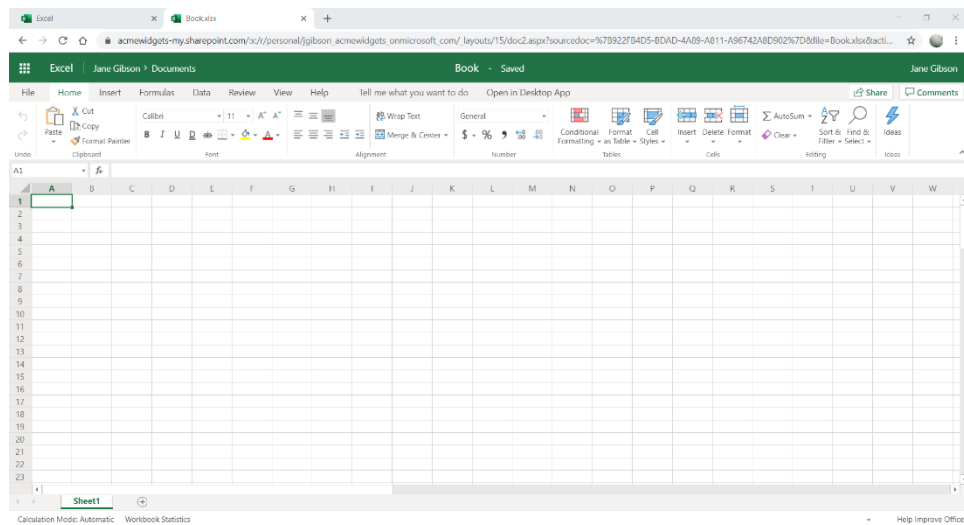 Excel Book.xlsx
acmewidgets-my.sharepoint.com/:x:/r/personal/jgibson_acmewidgets_onmicrosoft_com/_layouts/15/doc2.aspx?sourcedoc=%7B922FB4D5-BDAD-4A89-A811-A96742A8D902%7D&file=Book.xlsx&acti...
Excel Jane Gibson > Documents Book - Saved Jane Gibson
File Home Insert Formulas Data Review View Help Tell me what you want to do Open in Desktop App Share Comments
Paste Cut Copy Format Painter
Calibri 11
B I U D ab A
Wrap Text
Merge & Center
General
$ % 9 .00 .00
Conditional Formatting Format as Table Cell Styles
Insert Delete Format
AutoSum
Clear
Sort & Filter Find & Select
Ideas
Undo Clipboard Font Alignment Number Tables Cells Editing Ideas
A1 fx
A B C D E F G H I J K L M N O P Q R S T U V W
1
2
3
4
5
6
7
8
9
10
11
12
13
14
15
16
17
18
19
20
21
22
23
Sheet1
Calculation Mode: Automatic Workbook Statistics Help Improve Office